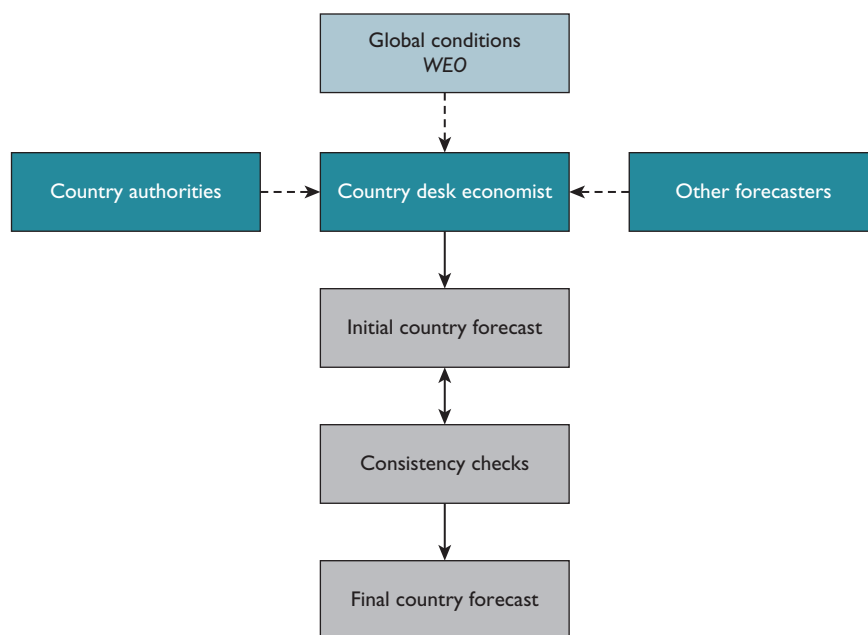 Global conditions
WEO
Country authorities
Country desk economist
Other forecasters
Initial country forecast
Consistency checks
Final country forecast